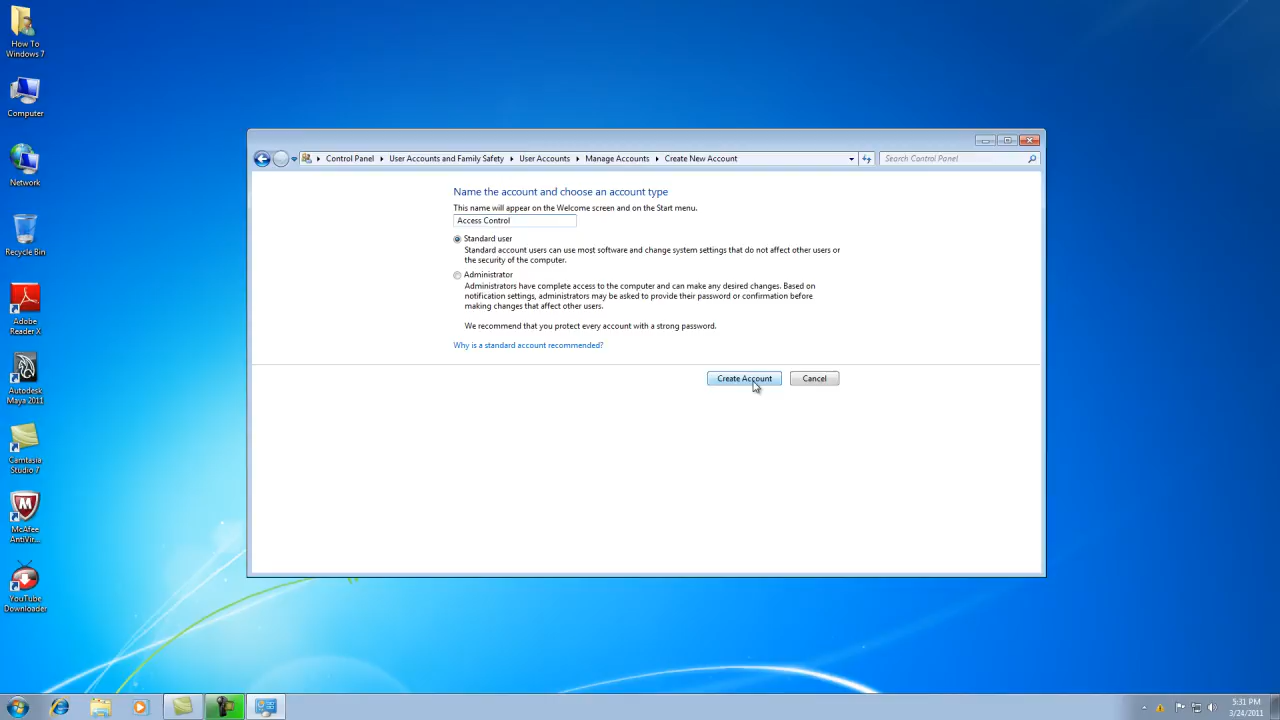 How To
Windows 7
Computer
Network
Recycle Bin
Adobe
Reader X
Autodesk
Maya 2011
Camtasia
Studio 7
McAfee
AntiVir...
YouTube
Downloader
Control Panel
User Accounts and Family Safety
User Accounts
Manage Accounts
Create New Account
Search Control Panel
Name the account and choose an account type
This name will appear on the Welcome screen and on the Start menu.
Access Control
Standard user
Standard account users can use most software and change system settings that do not affect other users or
the security of the computer.
Administrator
Administrators have complete access to the computer and can make any desired changes. Based on
notification settings, administrators may be asked to provide their password or confirmation before
making changes that affect other users.
We recommend that you protect every account with a strong password.
Why is a standard account recommended?
Create Account
Cancel
5:31 PM
3/24/2011